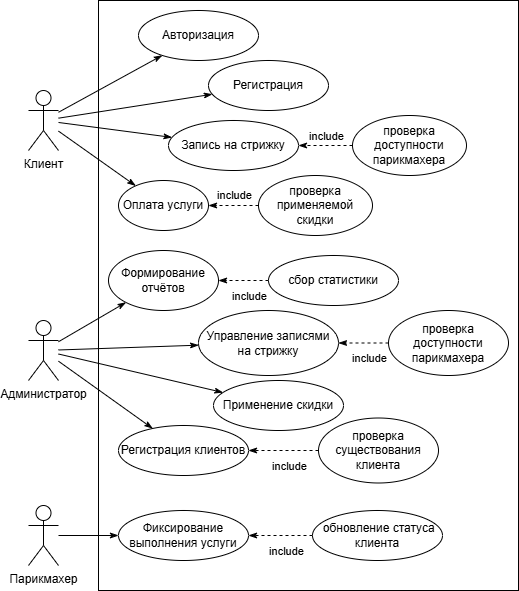 Авторизация
Регистрация
Клиент
Запись на стрижку
include
проверка
доступности
парикмахера
Оплата услуги
include
проверка
применяемой
скидки
Формирование
отчётов
include
сбор статистики
Администратор
Управление записями
на стрижку
include
проверка
доступности
парикмахера
Применение скидки
Регистрация клиентов
include
проверка
существования
клиента
Парикмахер
Фиксирование
выполнения услуги
include
обновление статуса
клиента